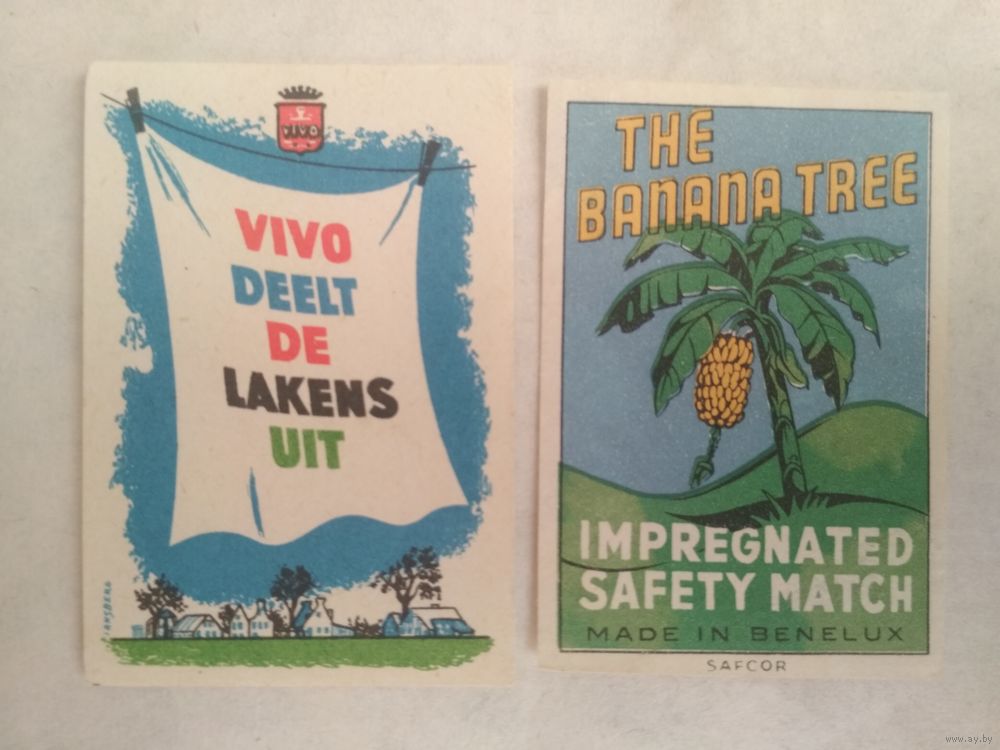 VIVO
VIVO
DEELT
DE
LAKENS
UIT
THE
BANANA TREE
IMPREGNATED
SAFETY MATCH
MADE IN BENELUX
SAFCOR
www.ay.by